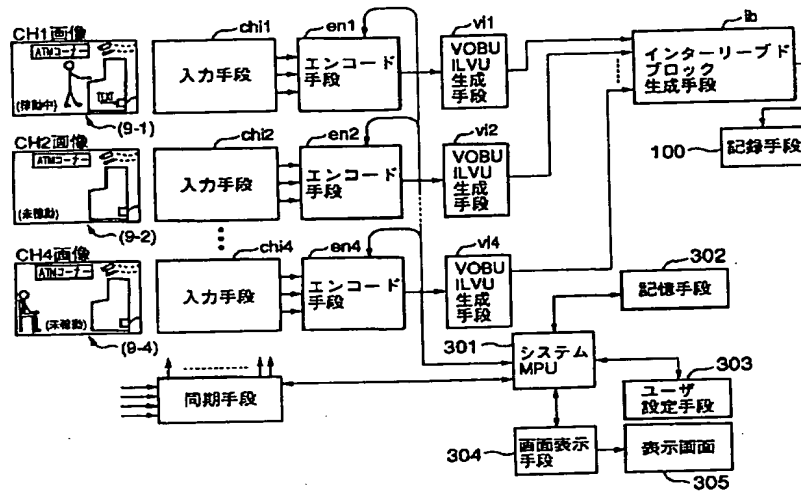 CH1画像
ATMコーナー
(稼動中)
(9-1)
chi1
入力手段
en1
エンコード
手段
vi1
VOBU
ILVU
生成
手段
ib
インターリーブド
ブロック
生成手段
100
記録手段
CH2画像
ATMコーナー
(未稼動)
(9-2)
chi2
入力手段
en2
エンコード
手段
vi2
VOBU
ILVU
生成
手段
CH4画像
ATMコーナー
(未稼動)
(9-4)
chi4
入力手段
en4
エンコード
手段
vi4
VOBU
ILVU
生成
手段
302
記憶手段
301
システム
MPU
303
ユーザ
設定手段
同期手段
304
画面表示
手段
表示画面
305